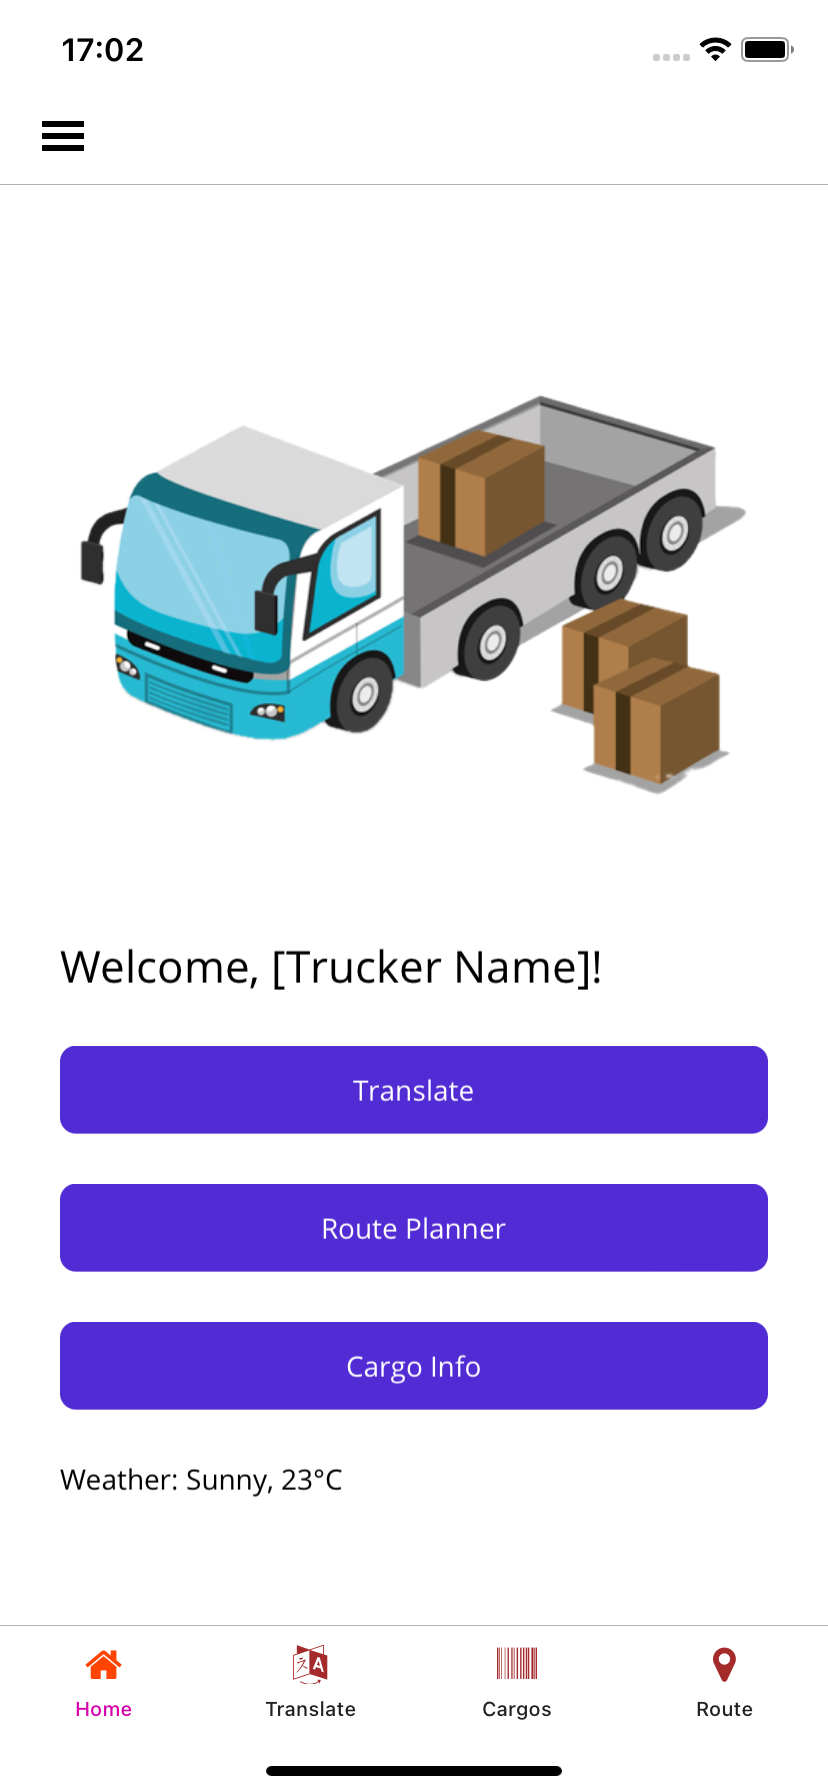 17:02
Welcome, [Trucker Name]!
Translate
Route Planner
Cargo Info
Weather: Sunny, 23°C
Home
Translate
Cargos
Route